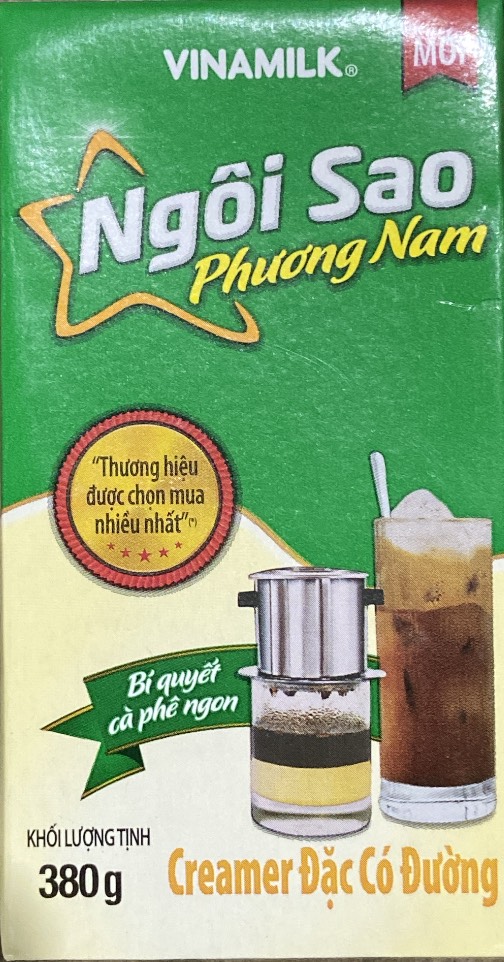 VINAMILK®
MỚI
Ngôi Sao
Phương Nam
“Thương hiệu
được chọn mua
nhiều nhất”(*)
Bí quyết
cà phê ngon
KHỐI LƯỢNG TỊNH
380 g
Creamer Đặc Có Đường